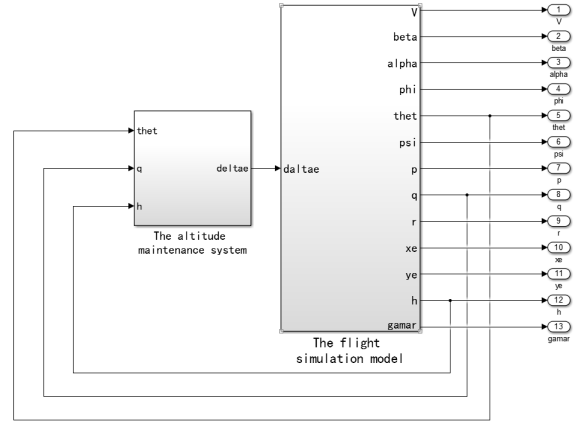 thet
q
h
deltae
The altitude
maintenance system
daltae
V
beta
alpha
phi
thet
psi
p
q
r
xe
ye
h
gamar
The flight
simulation model
1
V
2
beta
3
alpha
4
phi
5
thet
6
psi
7
p
8
q
9
r
10
xe
11
ye
12
h
13
gamar